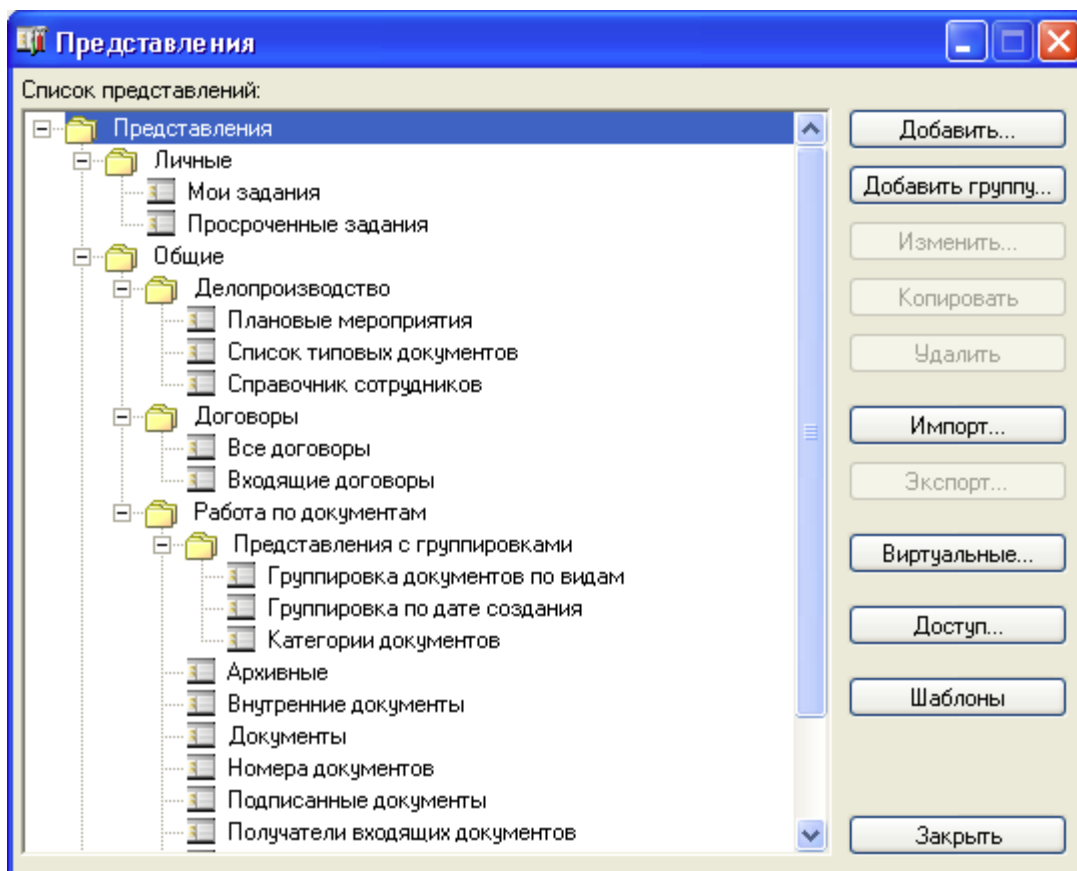 Представления
Список представлений:
Представления
Личные
Мои задания
Просроченные задания
Общие
Делопроизводство
Плановые мероприятия
Список типовых документов
Справочник сотрудников
Договоры
Все договоры
Входящие договоры
Работа по документам
Представления с группировками
Группировка документов по видам
Группировка по дате создания
Категории документов
Архивные
Внутренние документы
Документы
Номера документов
Подписанные документы
Получатели входящих документов
Добавить...
Добавить группу...
Изменить...
Копировать
Удалить
Импорт...
Экспорт...
Виртуальные...
Доступ...
Шаблоны
Закрыть